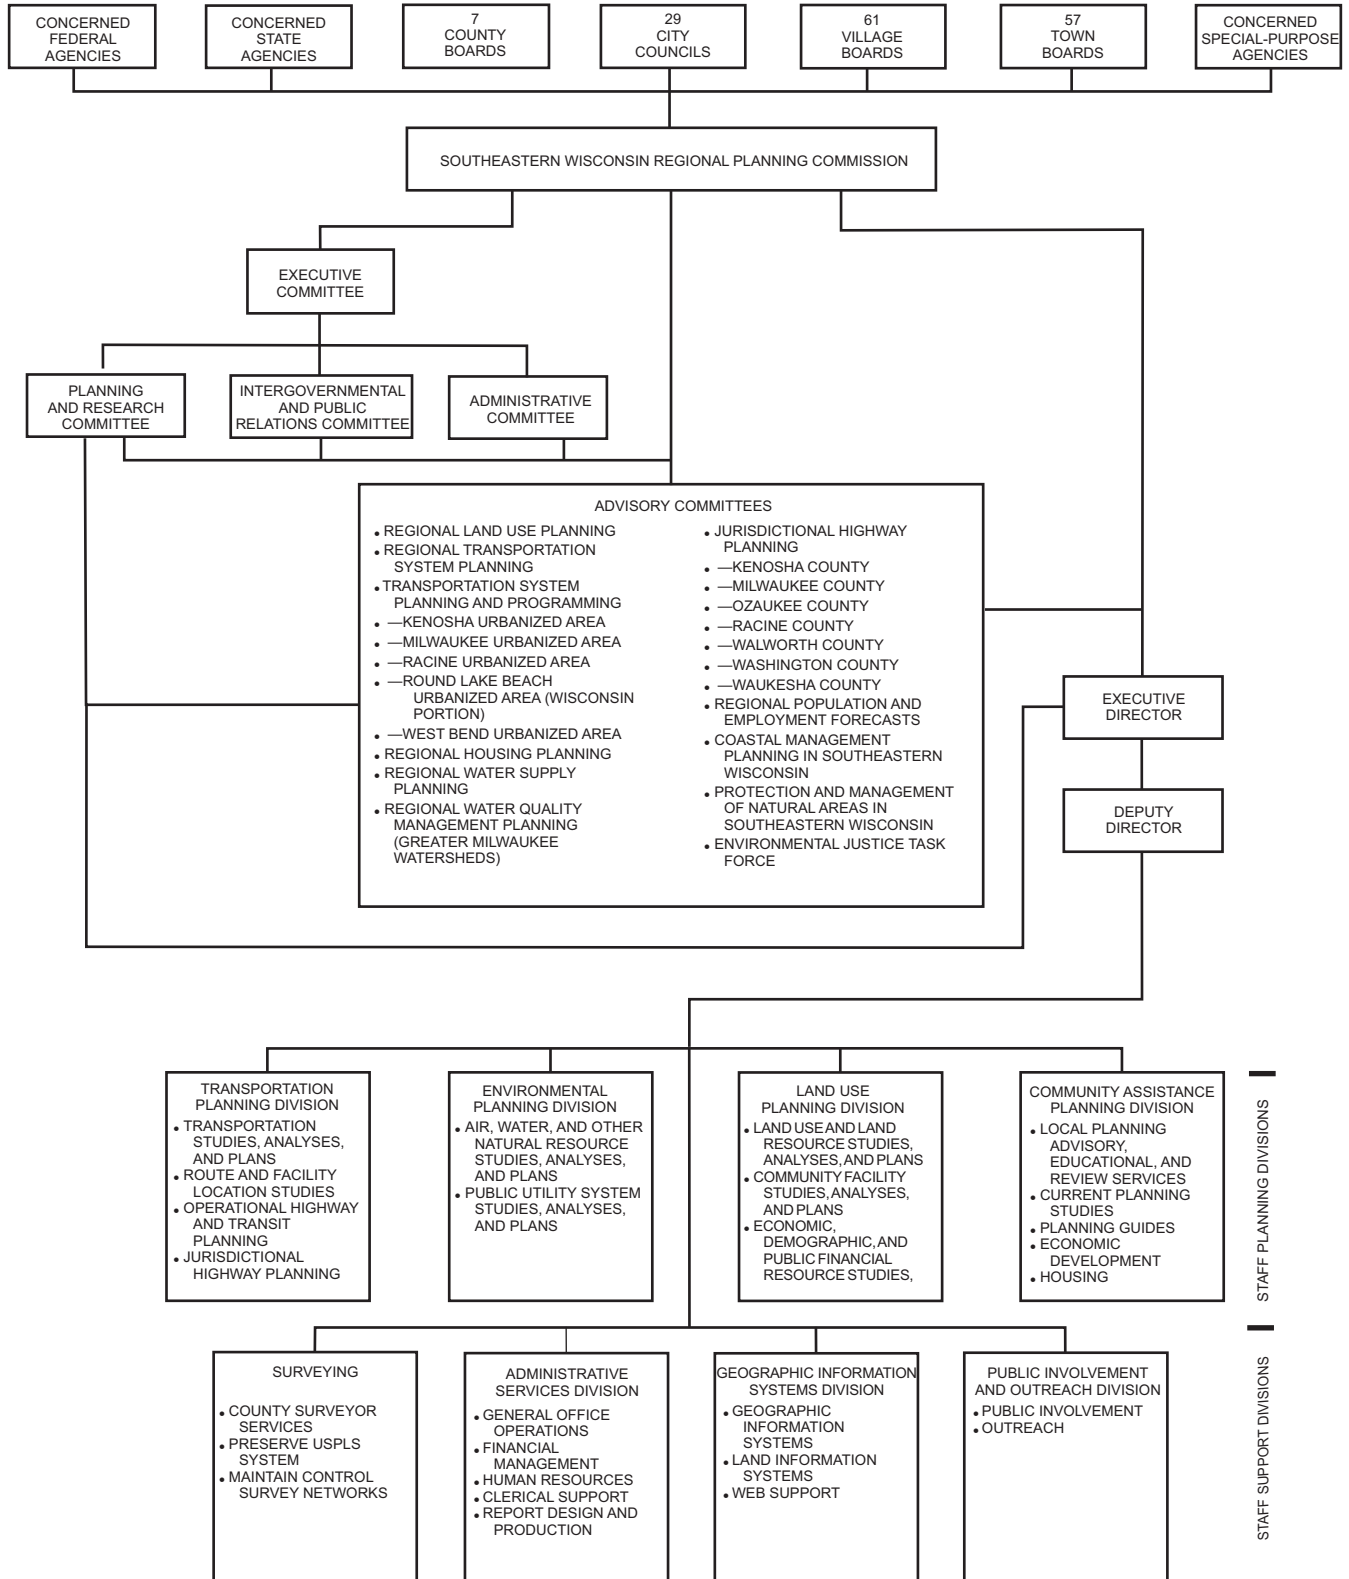 CONCERNED
FEDERAL
AGENCIES
CONCERNED
STATE
AGENCIES
7
COUNTY
BOARDS
29
CITY
COUNCILS
61
VILLAGE
BOARDS
57
TOWN
BOARDS
CONCERNED
SPECIAL-PURPOSE
AGENCIES
SOUTHEASTERN WISCONSIN REGIONAL PLANNING COMMISSION
EXECUTIVE
COMMITTEE
PLANNING
AND RESEARCH
COMMITTEE
INTERGOVERNMENTAL
AND PUBLIC
RELATIONS COMMITTEE
ADMINISTRATIVE
COMMITTEE
ADVISORY COMMITTEES
• REGIONAL LAND USE PLANNING
• REGIONAL TRANSPORTATION
SYSTEM PLANNING
• TRANSPORTATION SYSTEM
PLANNING AND PROGRAMMING
• —KENOSHA URBANIZED AREA
• —MILWAUKEE URBANIZED AREA
• —RACINE URBANIZED AREA
• —ROUND LAKE BEACH
URBANIZED AREA (WISCONSIN
PORTION)
• —WEST BEND URBANIZED AREA
• REGIONAL HOUSING PLANNING
• REGIONAL WATER SUPPLY
PLANNING
• REGIONAL WATER QUALITY
MANAGEMENT PLANNING
(GREATER MILWAUKEE
WATERSHEDS)
• JURISDICTIONAL HIGHWAY
PLANNING
• —KENOSHA COUNTY
• —MILWAUKEE COUNTY
• —OZAUKEE COUNTY
• —RACINE COUNTY
• —WALWORTH COUNTY
• —WASHINGTON COUNTY
• —WAUKESHA COUNTY
• REGIONAL POPULATION AND
EMPLOYMENT FORECASTS
• COASTAL MANAGEMENT
PLANNING IN SOUTHEASTERN
WISCONSIN
• PROTECTION AND MANAGEMENT
OF NATURAL AREAS IN
SOUTHEASTERN WISCONSIN
• ENVIRONMENTAL JUSTICE TASK
FORCE
EXECUTIVE
DIRECTOR
DEPUTY
DIRECTOR
TRANSPORTATION
PLANNING DIVISION
• TRANSPORTATION
STUDIES, ANALYSES,
AND PLANS
• ROUTE AND FACILITY
LOCATION STUDIES
• OPERATIONAL HIGHWAY
AND TRANSIT
PLANNING
• JURISDICTIONAL
HIGHWAY PLANNING
ENVIRONMENTAL
PLANNING DIVISION
• AIR, WATER, AND OTHER
NATURAL RESOURCE
STUDIES, ANALYSES,
AND PLANS
• PUBLIC UTILITY SYSTEM
STUDIES, ANALYSES,
AND PLANS
LAND USE
PLANNING DIVISION
• LAND USE AND LAND
RESOURCE STUDIES,
ANALYSES, AND PLANS
• COMMUNITY FACILITY
STUDIES, ANALYSES,
AND PLANS
• ECONOMIC,
DEMOGRAPHIC, AND
PUBLIC FINANCIAL
RESOURCE STUDIES,
COMMUNITY ASSISTANCE
PLANNING DIVISION
• LOCAL PLANNING
ADVISORY,
EDUCATIONAL, AND
REVIEW SERVICES
• CURRENT PLANNING
STUDIES
• PLANNING GUIDES
• ECONOMIC
DEVELOPMENT
• HOUSING
STAFF PLANNING DIVISIONS
SURVEYING
• COUNTY SURVEYOR
SERVICES
• PRESERVE USPLS
SYSTEM
• MAINTAIN CONTROL
SURVEY NETWORKS
ADMINISTRATIVE
SERVICES DIVISION
• GENERAL OFFICE
OPERATIONS
• FINANCIAL
MANAGEMENT
• HUMAN RESOURCES
• CLERICAL SUPPORT
• REPORT DESIGN AND
PRODUCTION
GEOGRAPHIC INFORMATION
SYSTEMS DIVISION
• GEOGRAPHIC
INFORMATION
SYSTEMS
• LAND INFORMATION
SYSTEMS
• WEB SUPPORT
PUBLIC INVOLVEMENT
AND OUTREACH DIVISION
• PUBLIC INVOLVEMENT
• OUTREACH
STAFF SUPPORT DIVISIONS